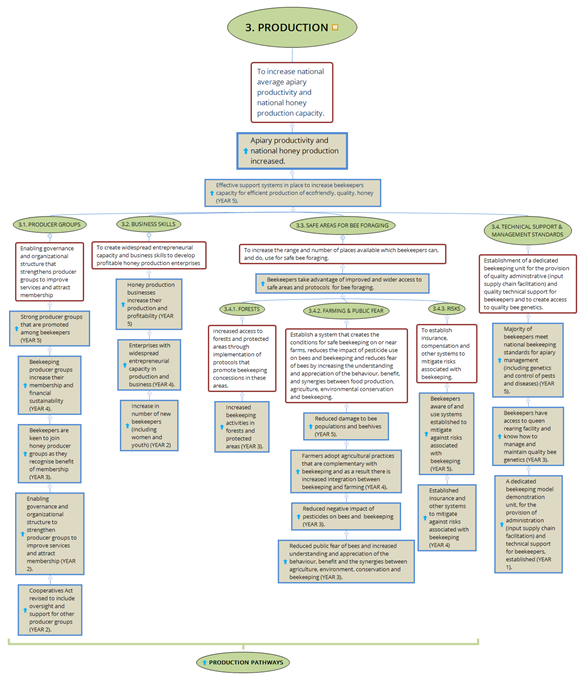 3. PRODUCTION
To increase national
average apiary
productivity and
national honey
production capacity.
Apiary productivity and
national honey production
increased.
Effective support systems in place to increase beekeepers
capacity for efficient production of ecofriendly, quality, honey
(YEAR 5).
3.1. PRODUCER GROUPS
Enabling governance
and organizational
structure that
strengthens producer
groups to improve
services and attract
membership
Strong producer groups
that are promoted
among beekeepers
(YEAR 5)
Beekeeping
producer groups
increase their
membership and
financial
sustainability
(YEAR 4).
Beekeepers are
keen to join
honey producer
groups as they
recognise benefit
of membership
(YEAR 3).
Enabling
governance and
organizational
structure to
strengthen
producer groups
to improve
services and
attract
membership (YEAR
2).
Cooperatives Act
revised to include
oversight and
support for other
producer groups
(YEAR 2).
3.2. BUSINESS SKILLS
To create widespread entrepreneurial
capacity and business skills to develop
profitable honey production enterprises
Honey production
businesses
increase their
production and
profitability (YEAR
5)
Enterprises with
widespread
entrepreneurial
capacity in
production and
business (YEAR 4).
Increase in
number of new
beekeepers
(including
women and
youth) (YEAR 2)
3.3. SAFE AREAS FOR BEE FORAGING
To increase the range and number of places available which beekeepers can,
and do, use for safe bee foraging.
Beekeepers take advantage of improved and wider access to
safe areas and protocols for bee foraging.
3.4.1. FORESTS
Increased access to
forests and protected
areas through
implementation of
protocols that
promote beekeeping
concessions in these
areas.
Increased
beekeeping
activities in
forests and
protected
areas (YEAR 3).
3.4.2. FARMING & PUBLIC FEAR
Establish a system that creates the
conditions for safe beekeeping on or near
farms, reduces the impact of pesticide use
on bees and beekeeping and reduces fear
of bees by increasing the understanding
and appreciation of the behaviour, benefit,
and synergies between food production,
agriculture, environmental conservation
and beekeeping.
Reduced damage to bee
populations and beehives
(YEAR 5).
Farmers adopt agricultural practices
that are complementary with
beekeeping and as a result there is
increased integration between
beekeeping and farming (YEAR 4).
Reduced negative impact of
pesticides on bees and beekeeping
(YEAR 3).
Reduced public fear of bees and increased
understanding and appreciation of the
behaviour, benefit and the synergies between
agriculture, environment, conservation and
beekeeping (YEAR 3).
3.4.3. RISKS
To establish
insurance,
compensation and
other systems to
mitigate risks
associated with
beekeeping.
Beekeepers
aware of and
use systems
established to
mitigate
against risks
associated
with
beekeeping
(YEAR 5).
Established
insurance and
other systems
to mitigate
against risks
associated with
beekeeping
(YEAR 4)
3.4. TECHNICAL SUPPORT &
MANAGEMENT STANDARDS
Establishment of a dedicated
beekeeping unit for the provision
of quality administrative (input
supply chain facilitation) and
quality technical support for
beekeepers and to create access
to quality bee genetics.
Majority of
beekeepers meet
national beekeeping
standards for apiary
management
(including genetics
and control of pests
and diseases) (YEAR
5).
Beekeepers have
access to queen
rearing facility and
know how to
manage and
maintain quality bee
genetics (YEAR 3).
A dedicated
beekeeping model
demonstration
unit, for the
provision of
administration
(input supply chain
facilitation) and
technical support
for beekeepers,
established (YEAR
1).
PRODUCTION PATHWAYS